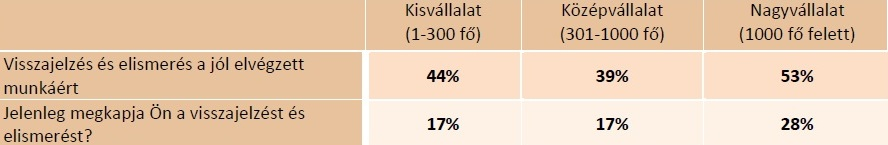 Kisvállalat Középvállalat Nagyvállalat
(1-300 fő) (301-1000 fő) (1000 fő felett)
Visszajelzés és elismerés a jól elvégzett
munkáért 44% 39% 53%
Jelenleg megkapja Ön a visszajelzést és
elismerést? 17% 17% 28%